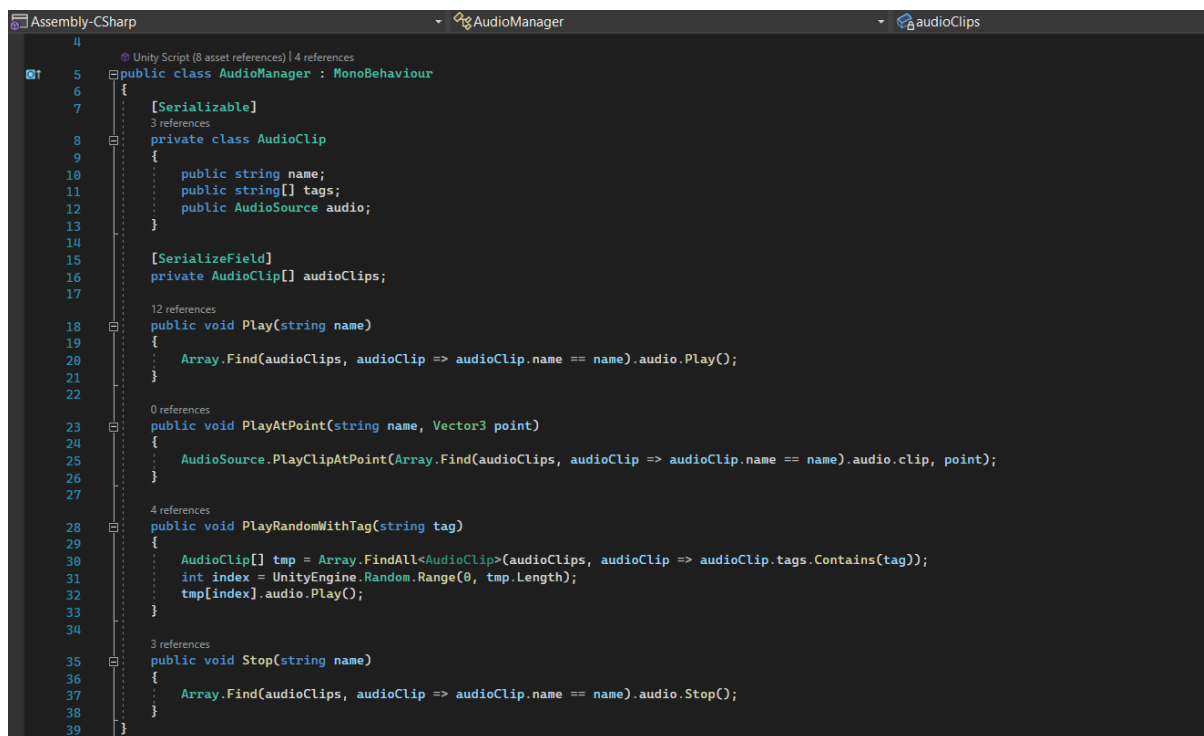 Assembly-CSharp AudioManager audioClips
4
Unity Script (8 asset references) | 4 references
5 public class AudioManager : MonoBehaviour
6 {
7 [Serializable]
3 references
8 private class AudioClip
9 {
10 public string name;
11 public string[] tags;
12 public AudioSource audio;
13 }
14
15 [SerializeField]
16 private AudioClip[] audioClips;
17
12 references
18 public void Play(string name)
19 {
20 Array.Find(audioClips, audioClip => audioClip.name == name).audio.Play();
21 }
22
0 references
23 public void PlayAtPoint(string name, Vector3 point)
24 {
25 AudioSource.PlayClipAtPoint(Array.Find(audioClips, audioClip => audioClip.name == name).audio.clip, point);
26 }
27
4 references
28 public void PlayRandomWithTag(string tag)
29 {
30 AudioClip[] tmp = Array.FindAll<AudioClip>(audioClips, audioClip => audioClip.tags.Contains(tag));
31 int index = UnityEngine.Random.Range(0, tmp.Length);
32 tmp[index].audio.Play();
33 }
34
3 references
35 public void Stop(string name)
36 {
37 Array.Find(audioClips, audioClip => audioClip.name == name).audio.Stop();
38 }
39 }